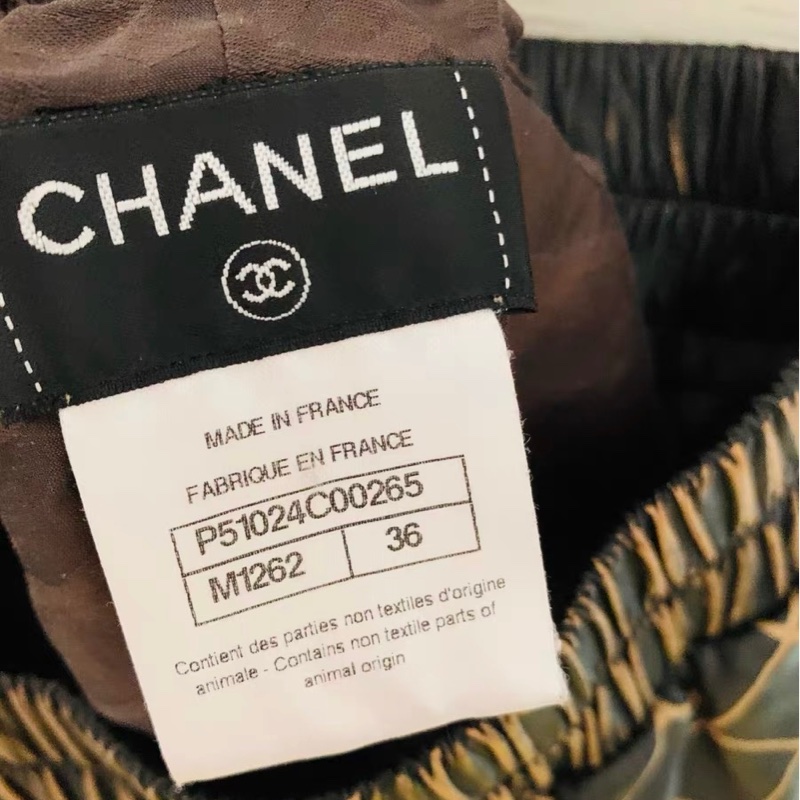 CHANEL
MADE IN FRANCE
FABRIQUE EN FRANCE
P51024C00265
M1262 36
Contient des parties non textiles d'origine
animale - Contains non textile parts of
animal origin